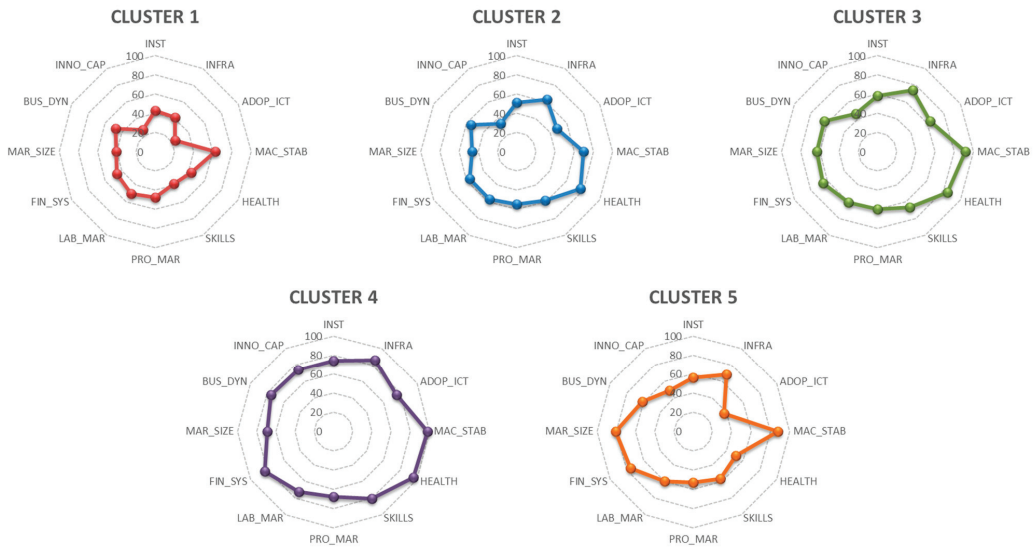 CLUSTER 1
INST
INFRA
ADOP_ICT
MAC_STAB
HEALTH
SKILLS
PRO_MAR
LAB_MAR
FIN_SYS
MAR_SIZE
BUS_DYN
INNO_CAP
100
80
60
40
20
0
CLUSTER 2
INST
INFRA
ADOP_ICT
MAC_STAB
HEALTH
SKILLS
PRO_MAR
LAB_MAR
FIN_SYS
MAR_SIZE
BUS_DYN
INNO_CAP
100
80
60
40
20
0
CLUSTER 3
INST
INFRA
ADOP_ICT
MAC_STAB
HEALTH
SKILLS
PRO_MAR
LAB_MAR
FIN_SYS
MAR_SIZE
BUS_DYN
INNO_CAP
100
80
60
40
20
0
CLUSTER 4
INST
INFRA
ADOP_ICT
MAC_STAB
HEALTH
SKILLS
PRO_MAR
LAB_MAR
FIN_SYS
MAR_SIZE
BUS_DYN
INNO_CAP
100
80
60
40
20
0
CLUSTER 5
INST
INFRA
ADOP_ICT
MAC_STAB
HEALTH
SKILLS
PRO_MAR
LAB_MAR
FIN_SYS
MAR_SIZE
BUS_DYN
INNO_CAP
100
80
60
40
20
0